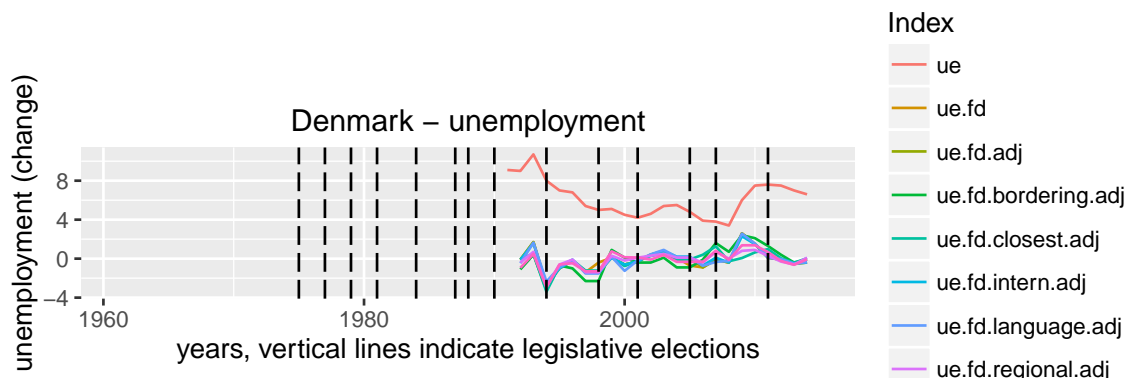 Denmark − unemployment
unemployment (change)
8
4
0
−4
1960
1980
2000
years, vertical lines indicate legislative elections
Index
ue
ue.fd
ue.fd.adj
ue.fd.bordering.adj
ue.fd.closest.adj
ue.fd.intern.adj
ue.fd.language.adj
ue.fd.regional.adj